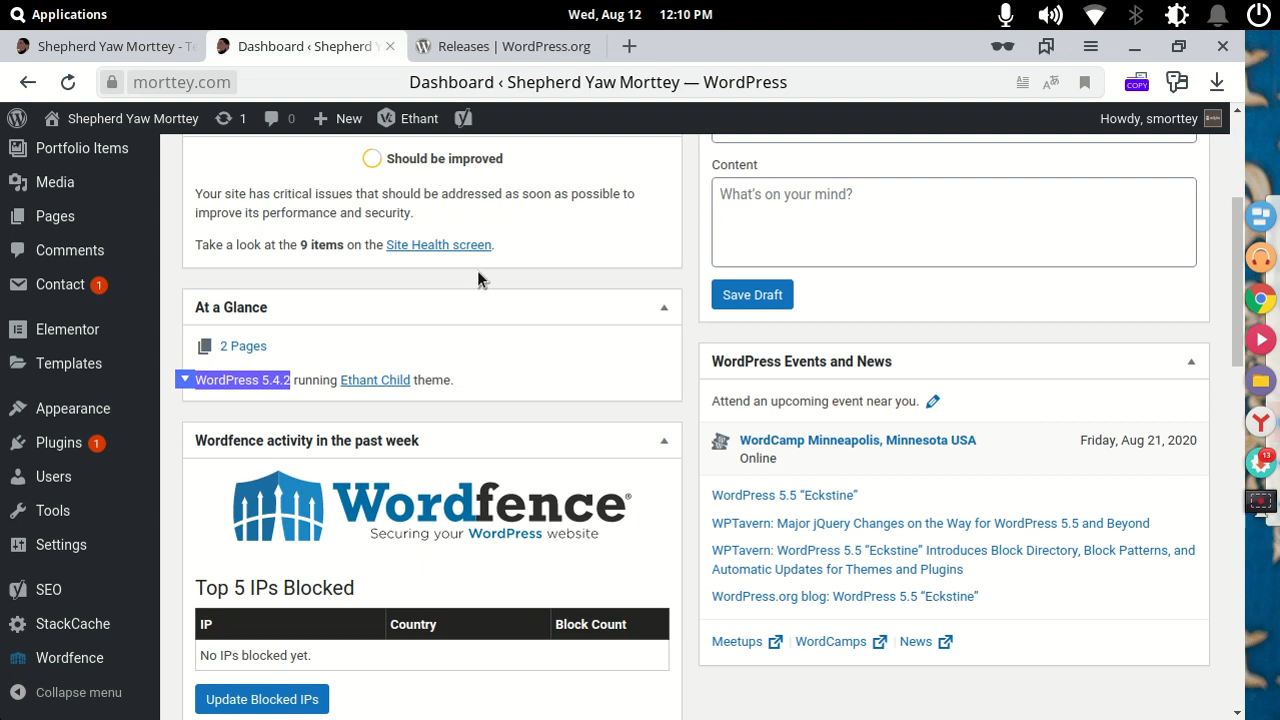 Applications
Wed, Aug 12 12:10 PM
Shepherd Yaw Morttey - Te
Dashboard ‹ Shepherd Y
Releases | WordPress.org
morttey.com
Dashboard ‹ Shepherd Yaw Morttey — WordPress
COPY
Shepherd Yaw Morttey
1
0
New
Ethant
Howdy, smorttey
Portfolio Items
Media
Pages
Comments
Contact 1
Elementor
Templates
Appearance
Plugins 1
Users
Tools
Settings
SEO
StackCache
Wordfence
Collapse menu
Should be improved
Your site has critical issues that should be addressed as soon as possible to
improve its performance and security.
Take a look at the 9 items on the Site Health screen.
At a Glance
2 Pages
WordPress 5.4.2 running Ethant Child theme.
Wordfence activity in the past week
Wordfence®
Securing your WordPress website
Top 5 IPs Blocked
IP Country Block Count
No IPs blocked yet.
Update Blocked IPs
Content
What's on your mind?
Save Draft
WordPress Events and News
Attend an upcoming event near you.
WordCamp Minneapolis, Minnesota USA
Friday, Aug 21, 2020
Online
WordPress 5.5 “Eckstine”
WPTavern: Major jQuery Changes on the Way for WordPress 5.5 and Beyond
WPTavern: WordPress 5.5 “Eckstine” Introduces Block Directory, Block Patterns, and
Automatic Updates for Themes and Plugins
WordPress.org blog: WordPress 5.5 “Eckstine”
Meetups | WordCamps | News
13